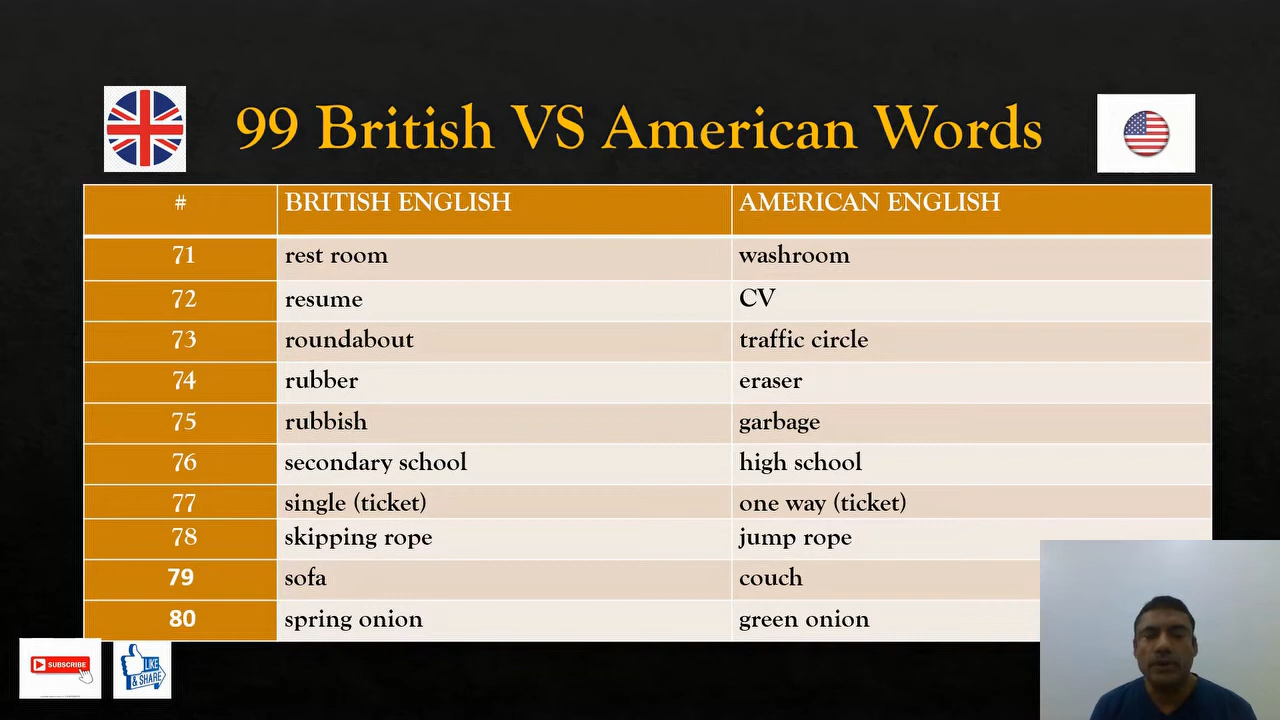 99 British VS American Words
# BRITISH ENGLISH AMERICAN ENGLISH
71 rest room washroom
72 resume CV
73 roundabout traffic circle
74 rubber eraser
75 rubbish garbage
76 secondary school high school
77 single (ticket) one way (ticket)
78 skipping rope jump rope
79 sofa couch
80 spring onion green onion
SUBSCRIBE
LIKE
& SHARE